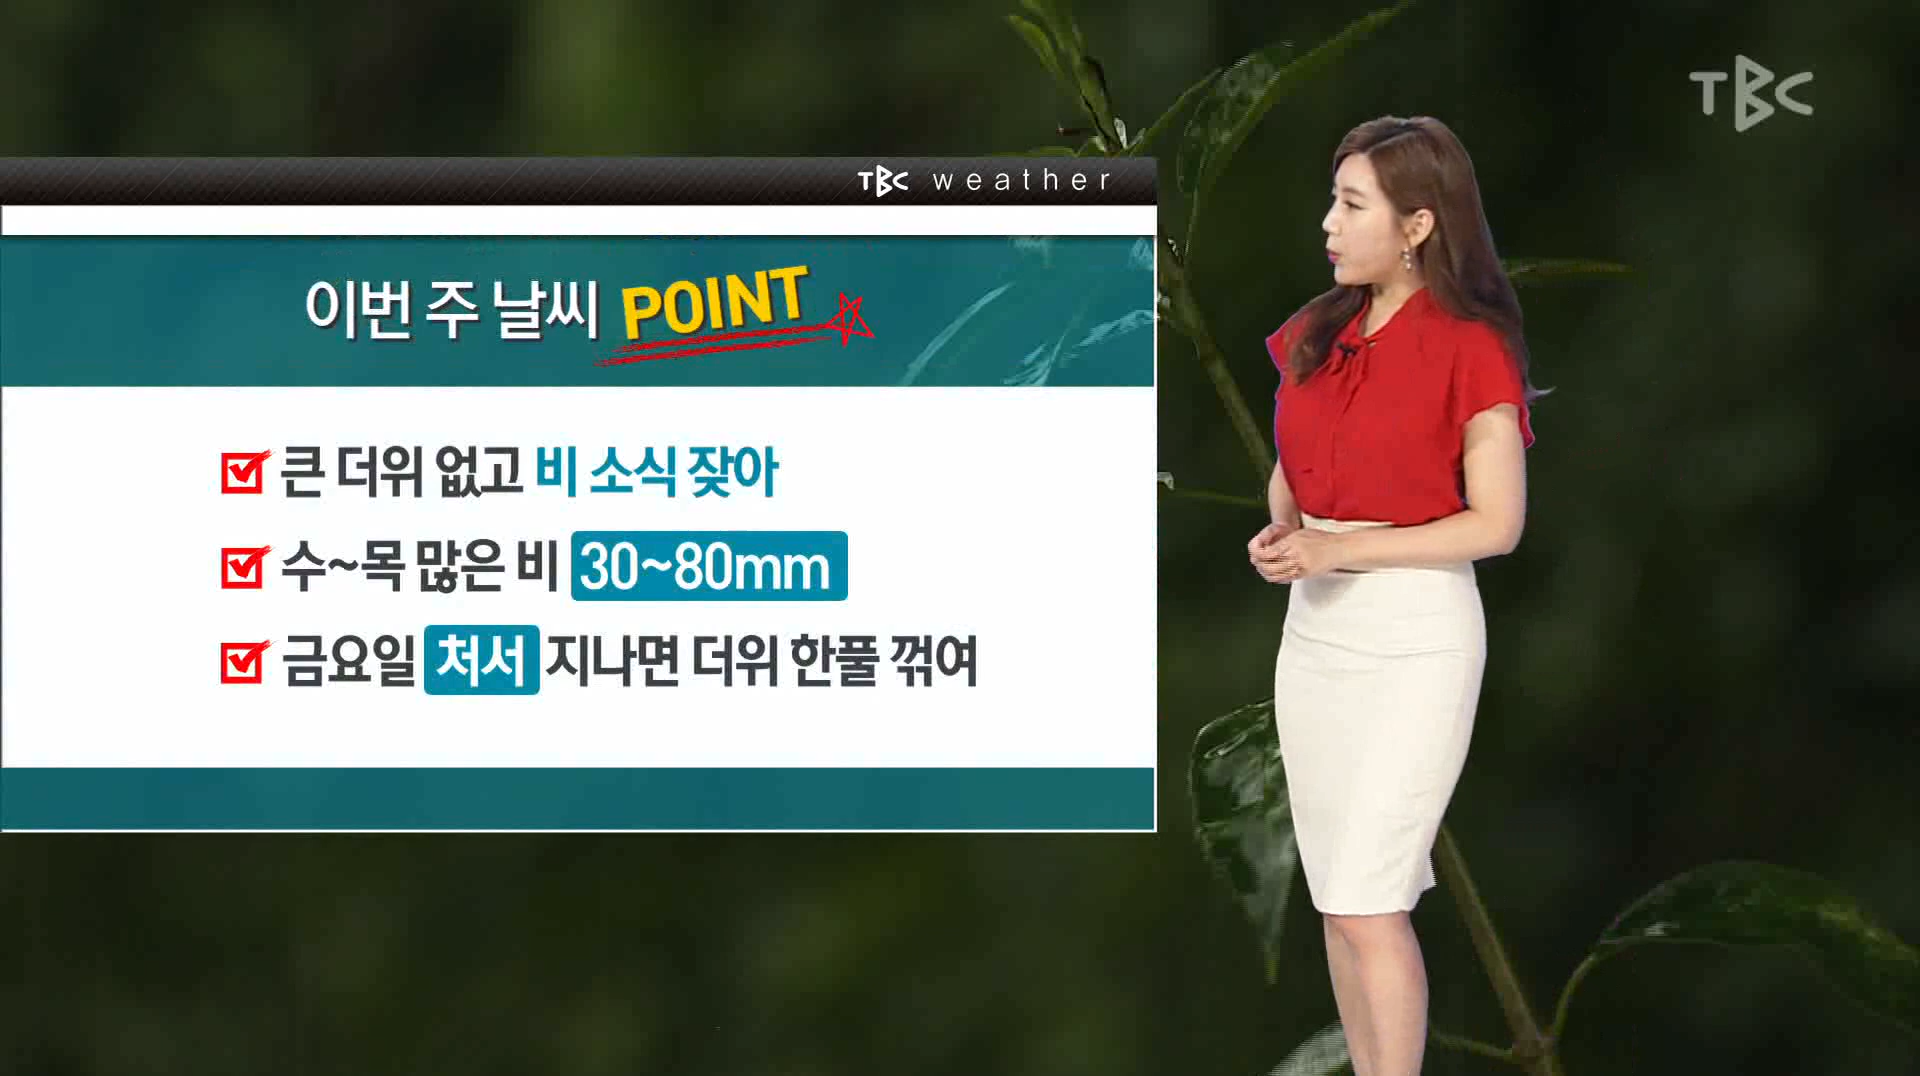 TBC
TBC weather
이번 주 날씨 POINT
큰 더위 없고 비 소식 잦아
수~목 많은 비 30~80mm
금요일 처서 지나면 더위 한풀 꺾여